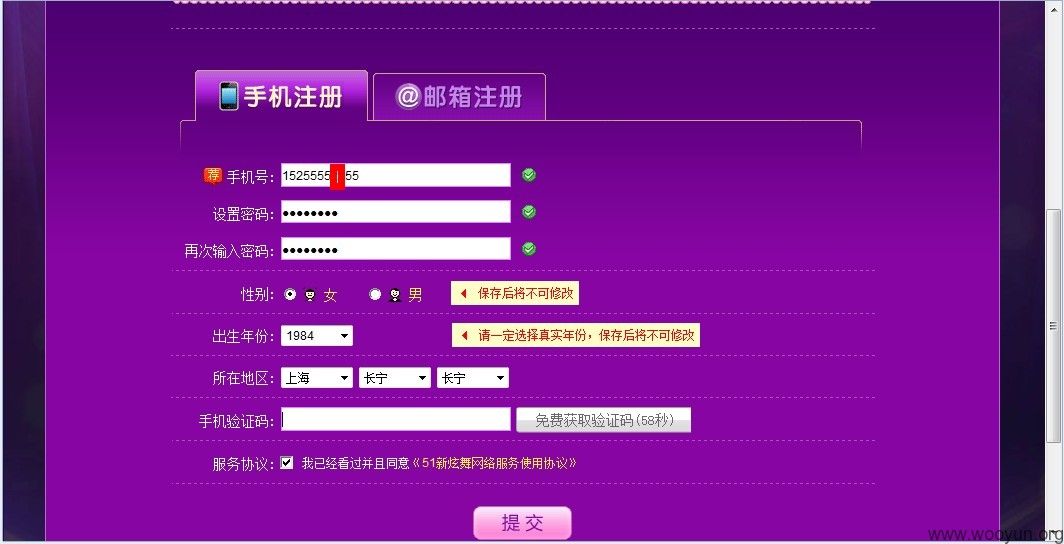 手机注册 @邮箱注册
荐 手机号: 1525555 55
设置密码: ●●●●●●●●
再次输入密码: ●●●●●●●●
性别: 女 男 保存后将不可修改
出生年份: 1984 请一定选择真实年份，保存后将不可修改
所在地区: 上海 长宁 长宁
手机验证码: 免费获取验证码(58秒)
服务协议: 我已经看过并且同意《51新炫舞网络服务使用协议》
提 交
www.wooyun.org